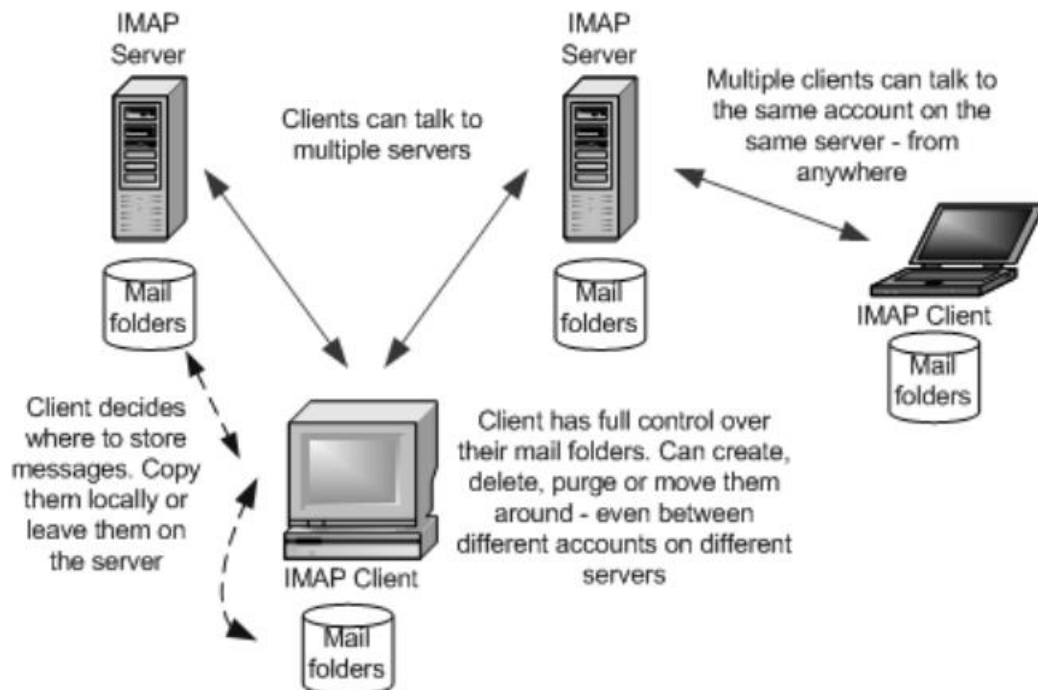 IMAP
Server
IMAP
Server
Clients can talk to
multiple servers
Multiple clients can talk to
the same account on the
same server - from
anywhere
Mail
folders
Mail
folders
IMAP Client
Mail
folders
Client decides
where to store
messages. Copy
them locally or
leave them on
the server
Client has full control over
their mail folders. Can create,
delete, purge or move them
around - even between
different accounts on different
servers
IMAP Client
Mail
folders